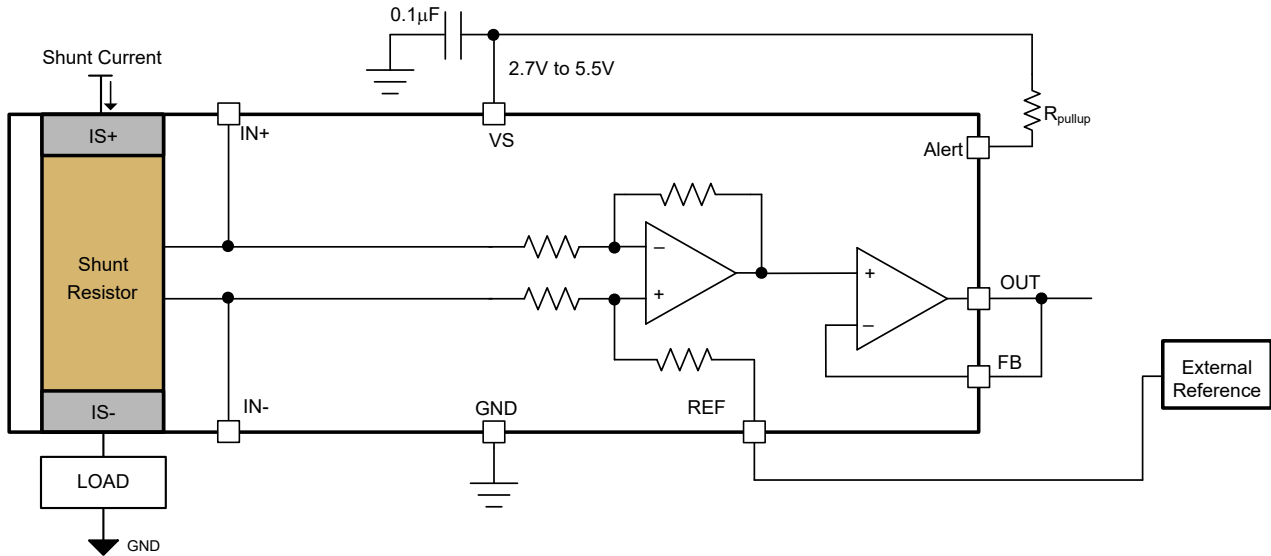 0.1μF
Shunt Current
2.7V to 5.5V
IS+
IN+
VS
Rpullup
Alert
–
+
Shunt
Resistor
+
–
OUT
FB
External
Reference
IS-
IN-
GND
REF
LOAD
GND